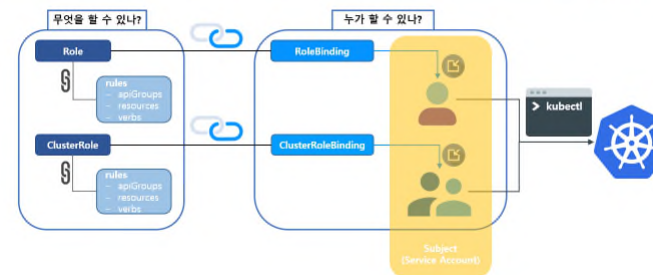 무엇을 할 수 있나?
누가 할 수 있나?
Role
RoleBinding
rules
– apiGroups
– resources
– verbs
> kubectl
ClusterRole
ClusterRoleBinding
rules
– apiGroups
– resources
– verbs
Subject
(Service Account)